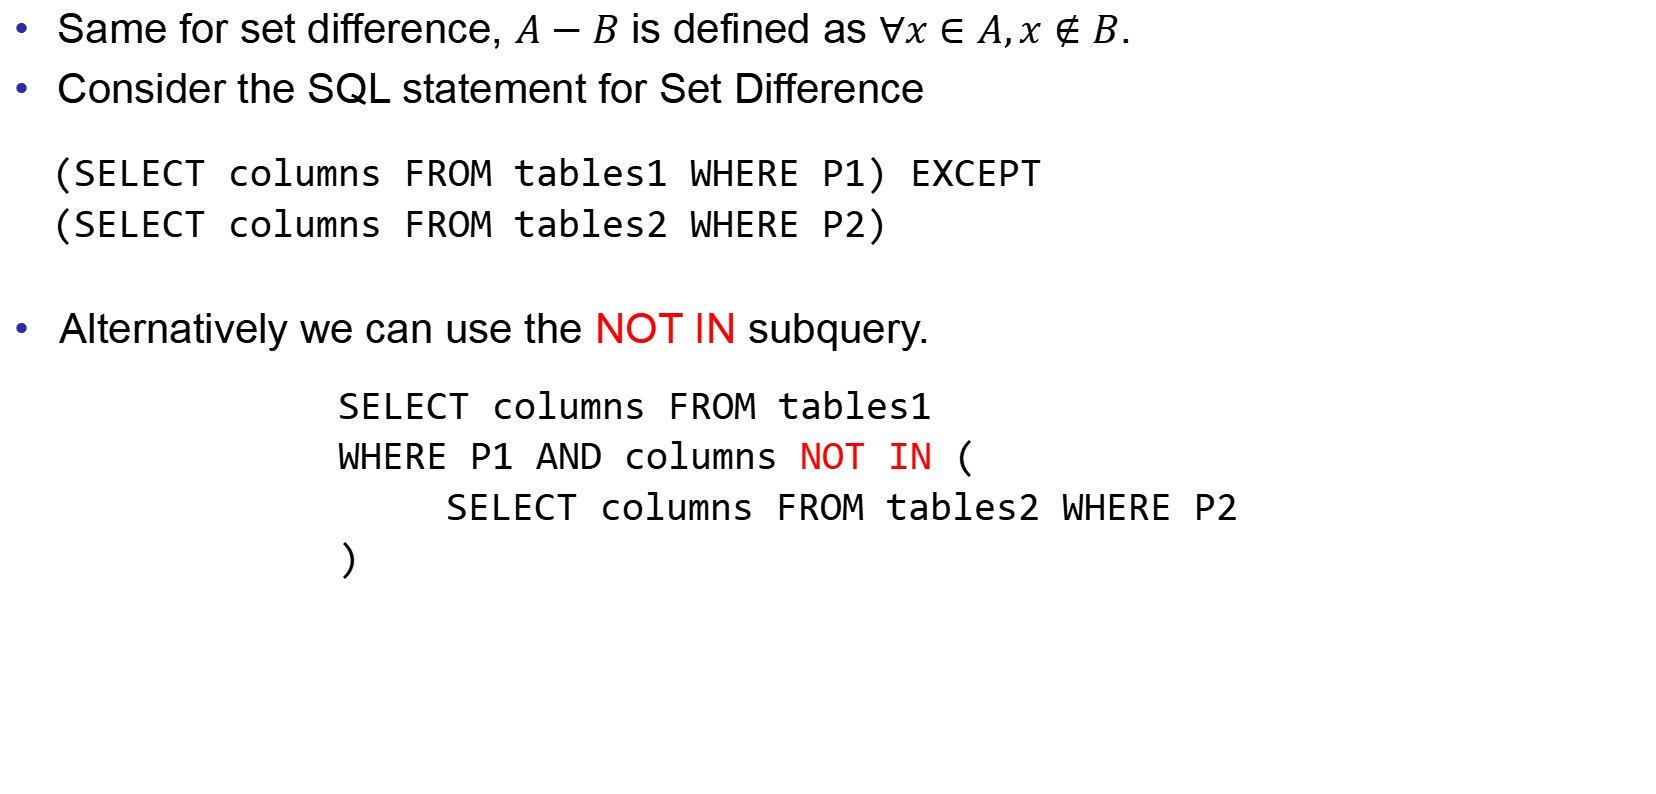 • Same for set difference, A − B is defined as ∀x ∈ A, x ∉ B.
• Consider the SQL statement for Set Difference
(SELECT columns FROM tables1 WHERE P1) EXCEPT
(SELECT columns FROM tables2 WHERE P2)
• Alternatively we can use the NOT IN subquery.
SELECT columns FROM tables1
WHERE P1 AND columns NOT IN (
SELECT columns FROM tables2 WHERE P2
)